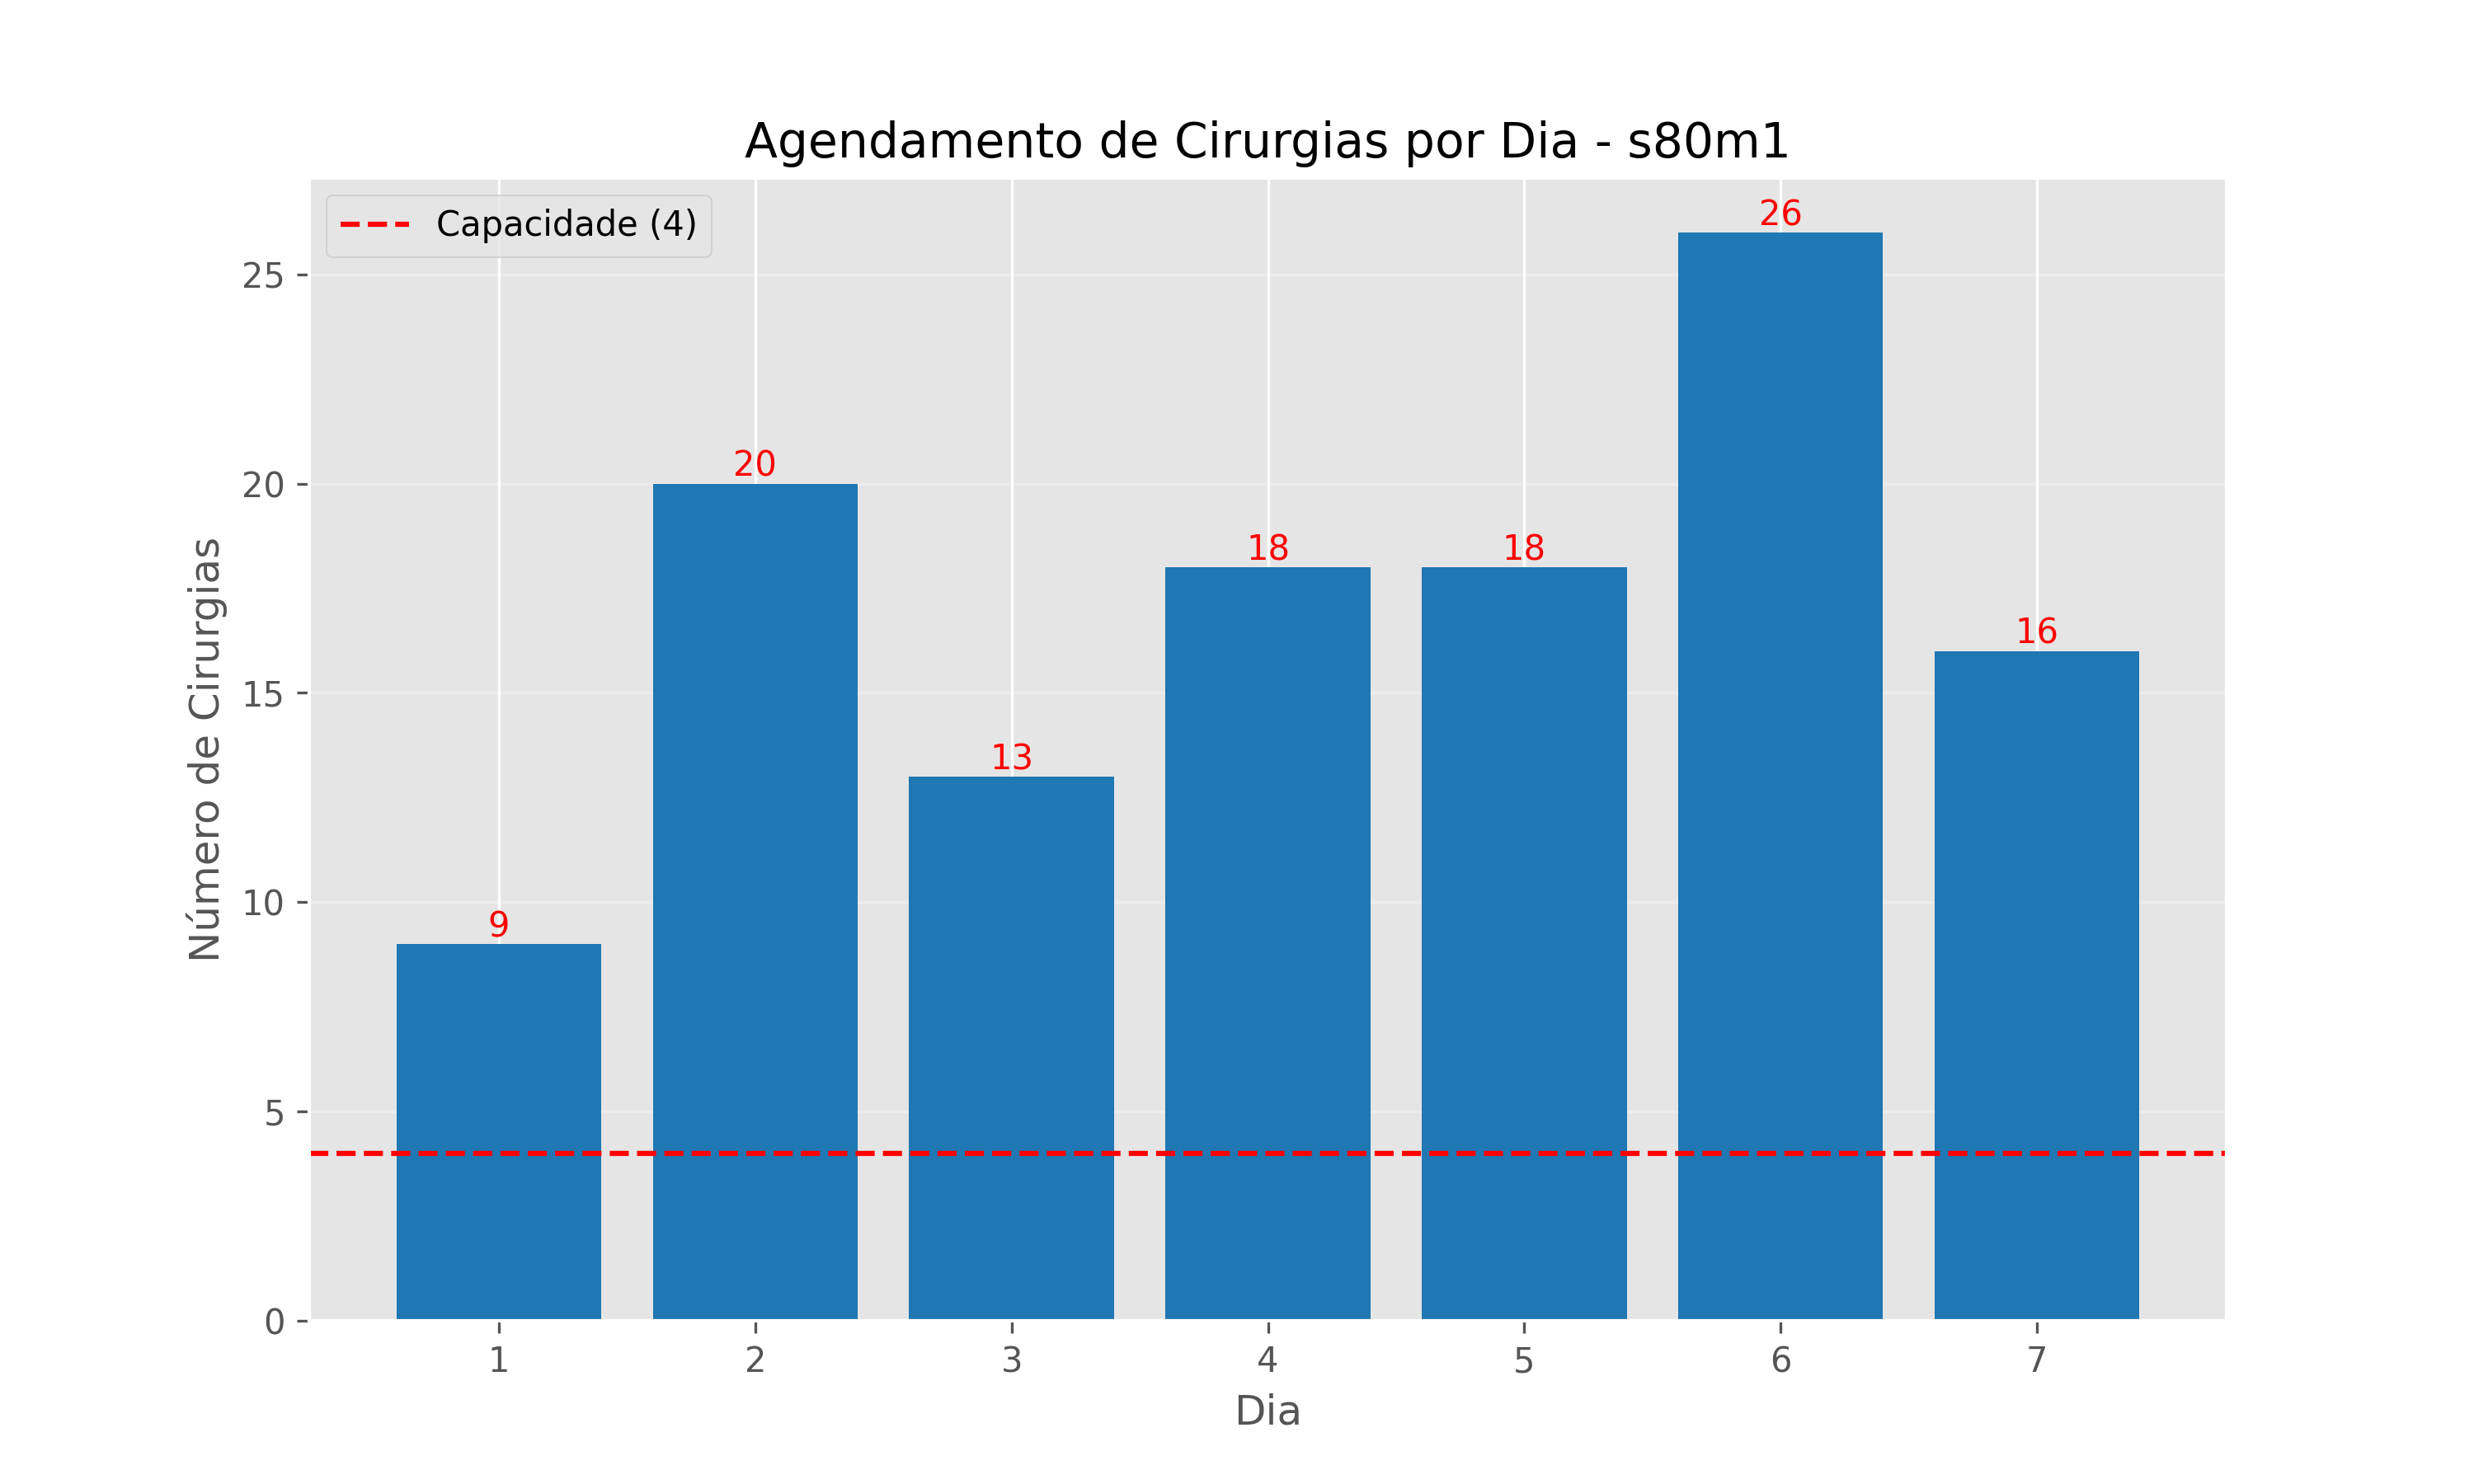 Agendamento de Cirurgias por Dia - s80m1
Capacidade (4)
26
25
20
20
18
18
16
15
13
10
9
5
0
Número de Cirurgias
1 2 3 4 5 6 7
Dia